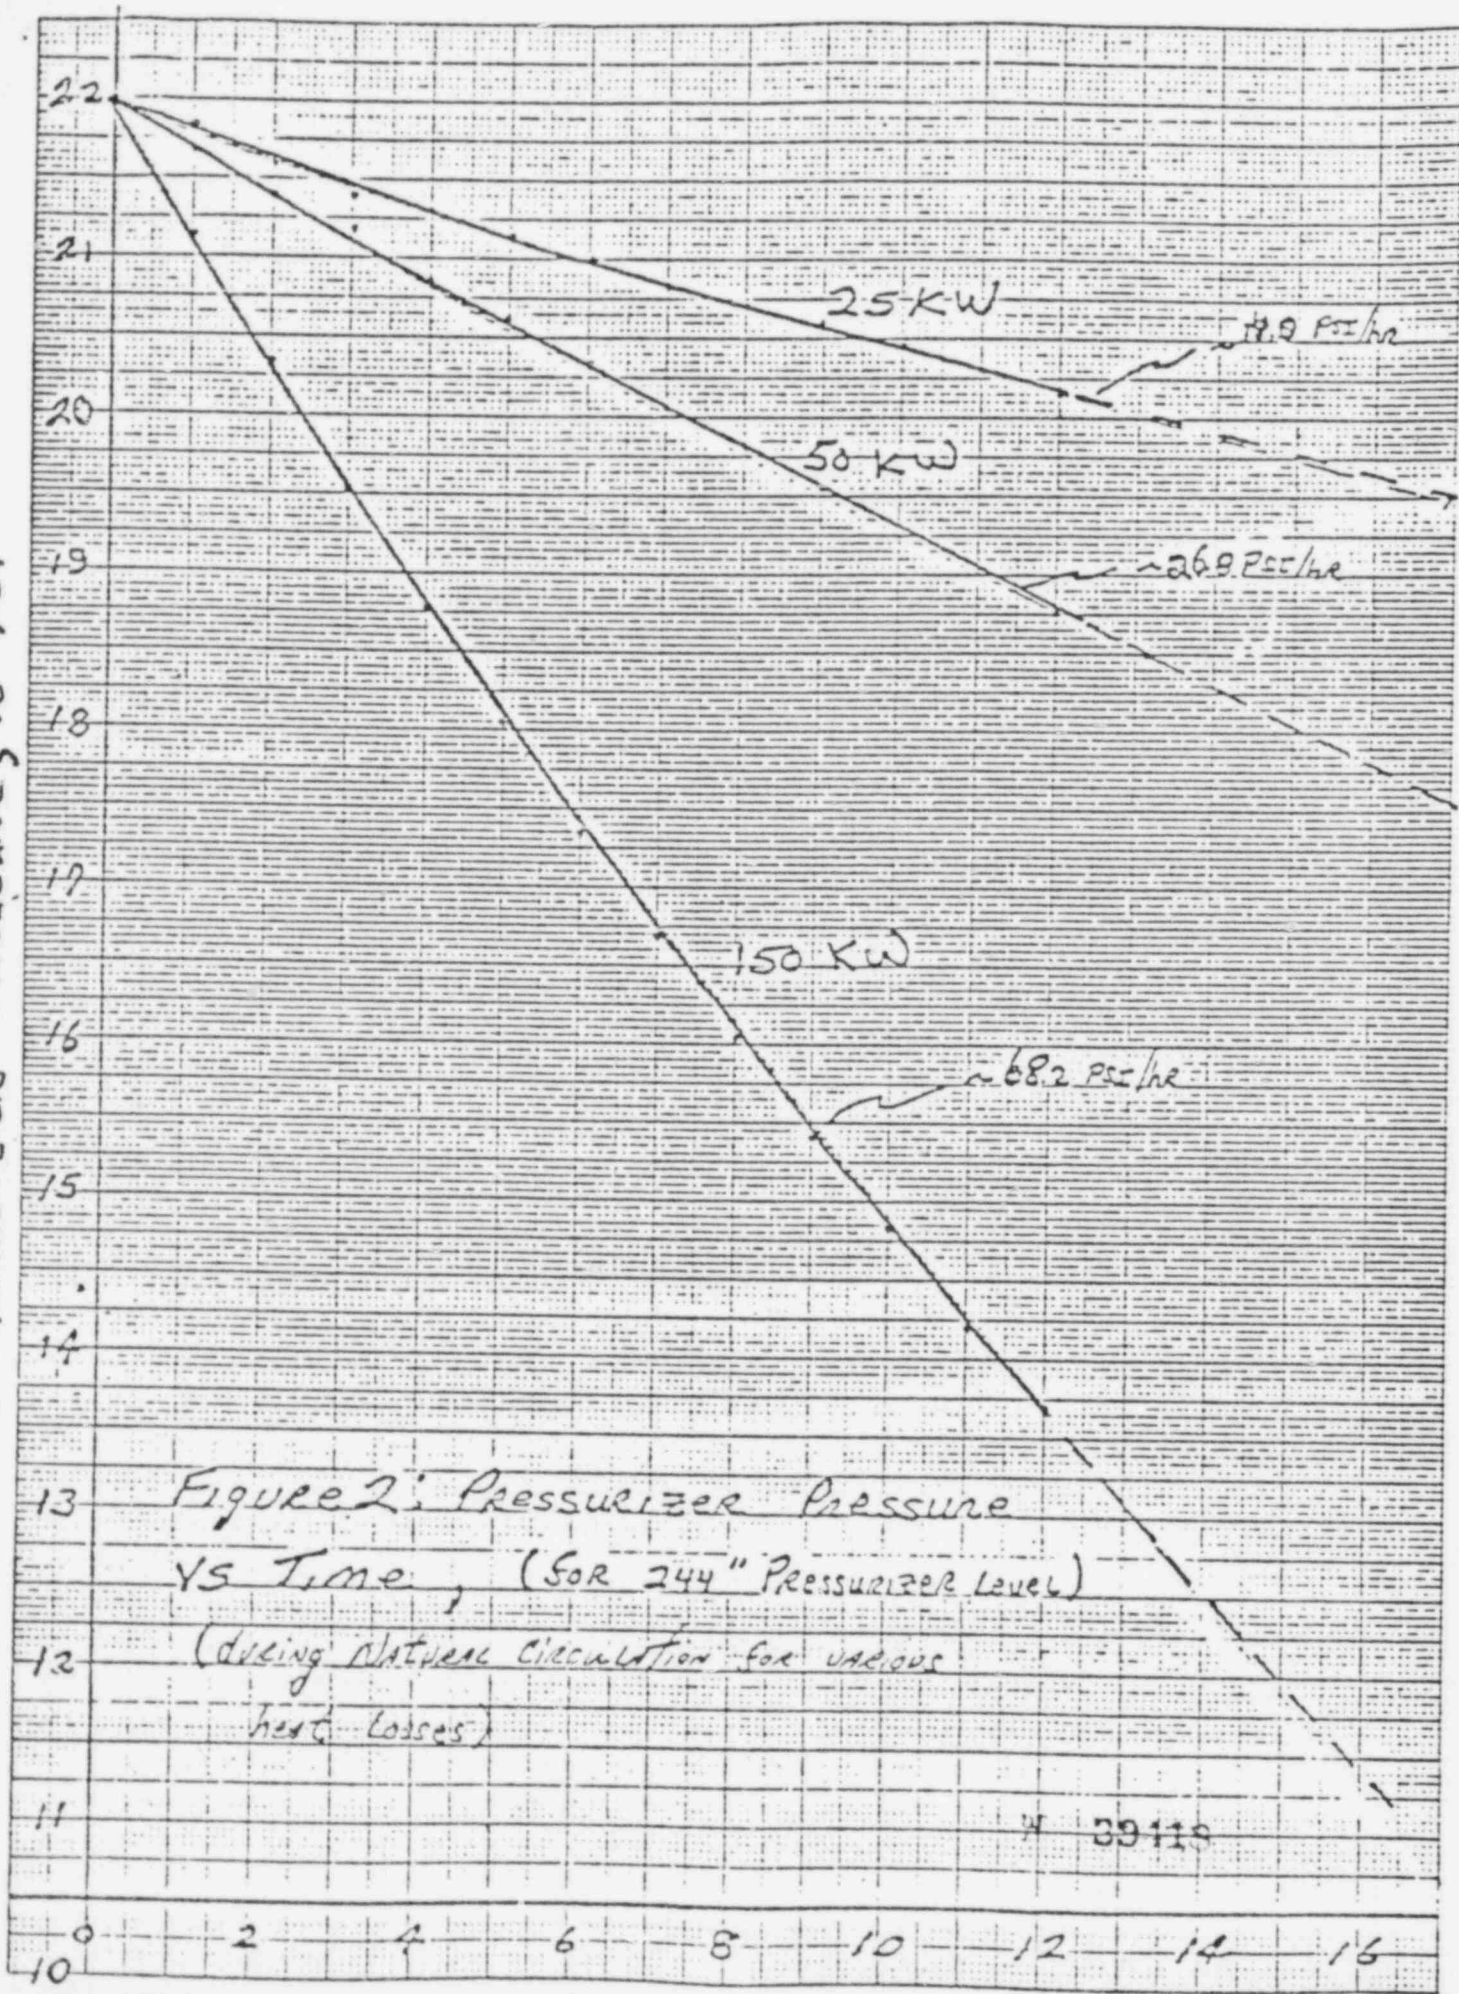 22
21
20
19
18
17
16
15
14
13
12
11
10
25 KW
50 KW
~26.8 PSI/hR
150 KW
~68.2 PSI/hR
Figure 2: Pressurizer Pressure
vs Time, (for 244" Pressurizer Level)
(during Natural Circulation for various
heat Losses)
0 2 4 6 8 10 12 14 16